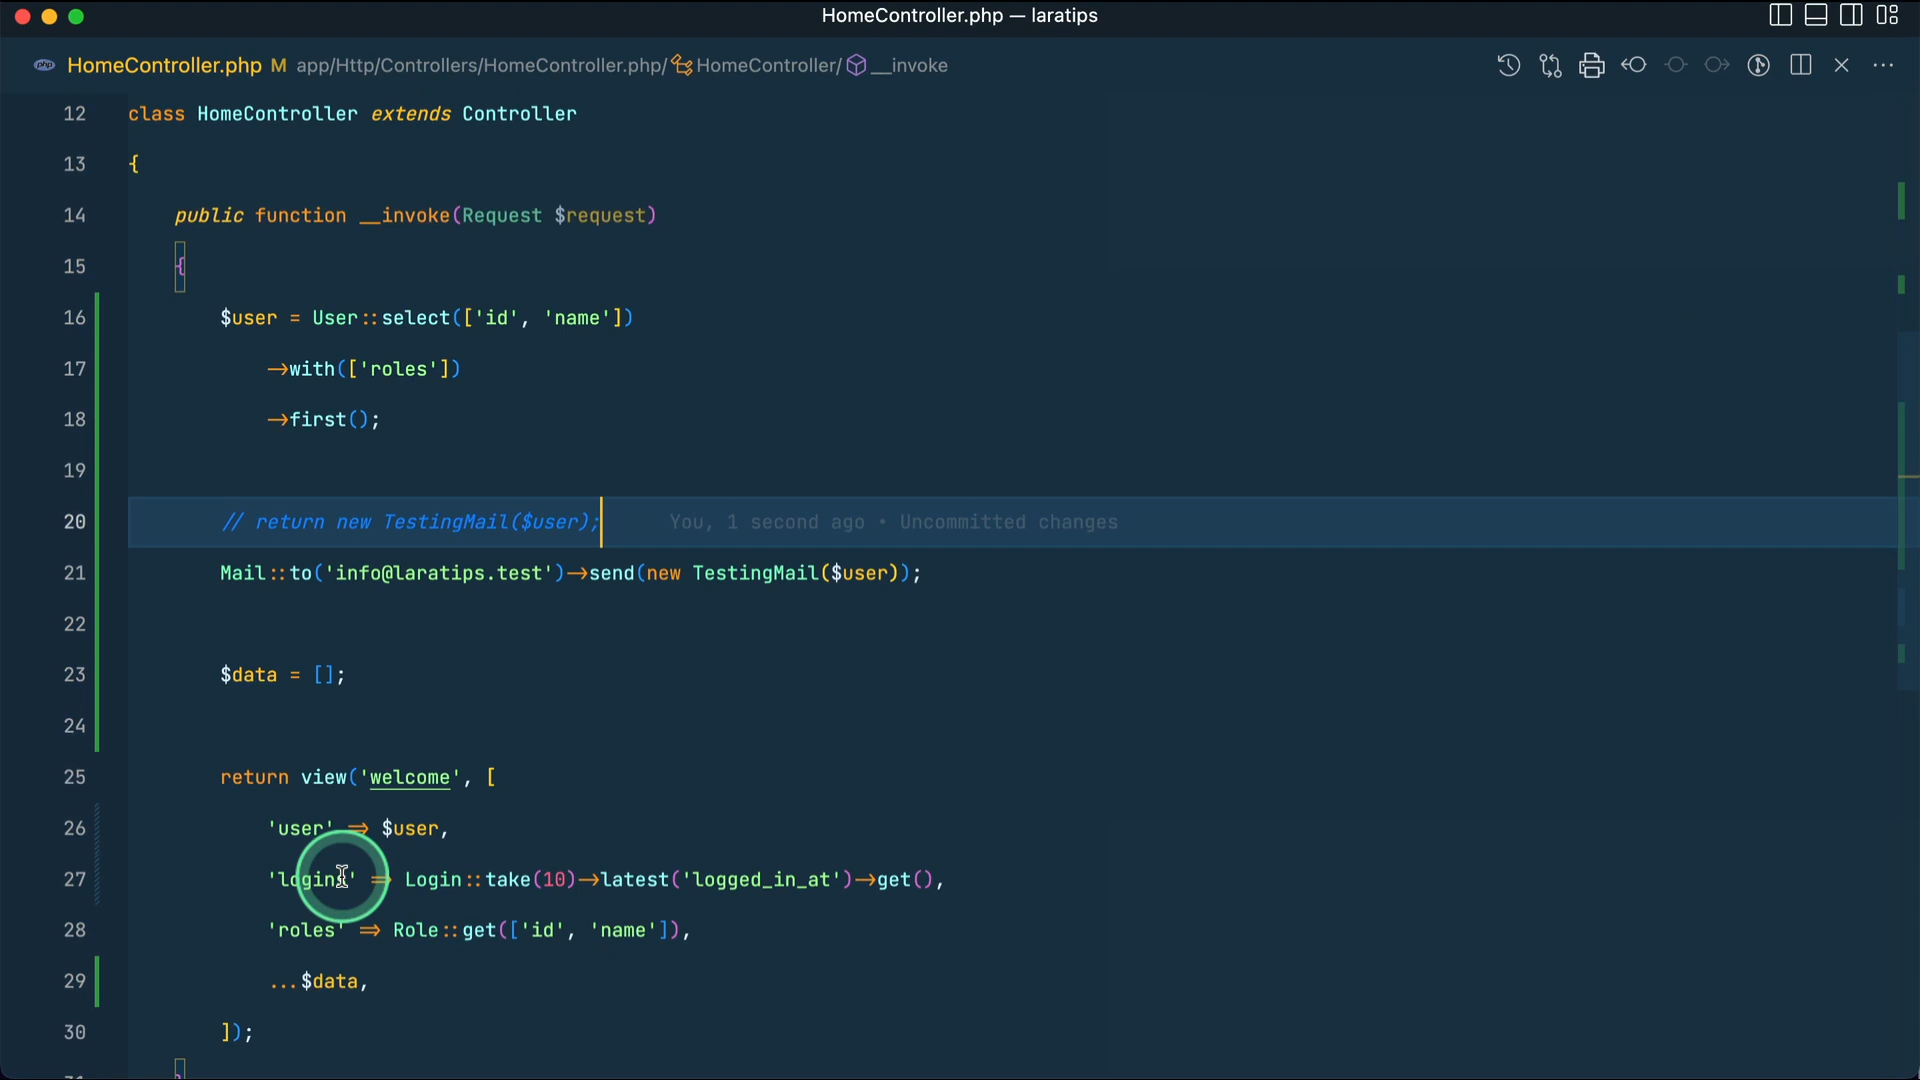 HomeController.php — laratips
php HomeController.php M app/Http/Controllers/HomeController.php/ HomeController/ __invoke
12 class HomeController extends Controller
13 {
14 public function __invoke(Request $request)
15 {
16 $user = User::select(['id', 'name'])
17 ->with(['roles'])
18 ->first();
19
20 // return new TestingMail($user); You, 1 second ago • Uncommitted changes
21 Mail::to('info@laratips.test')->send(new TestingMail($user));
22
23 $data = [];
24
25 return view('welcome', [
26 'user' => $user,
27 'logins' => Login::take(10)->latest('logged_in_at')->get(),
28 'roles' => Role::get(['id', 'name']),
29 ...$data,
30 ]);